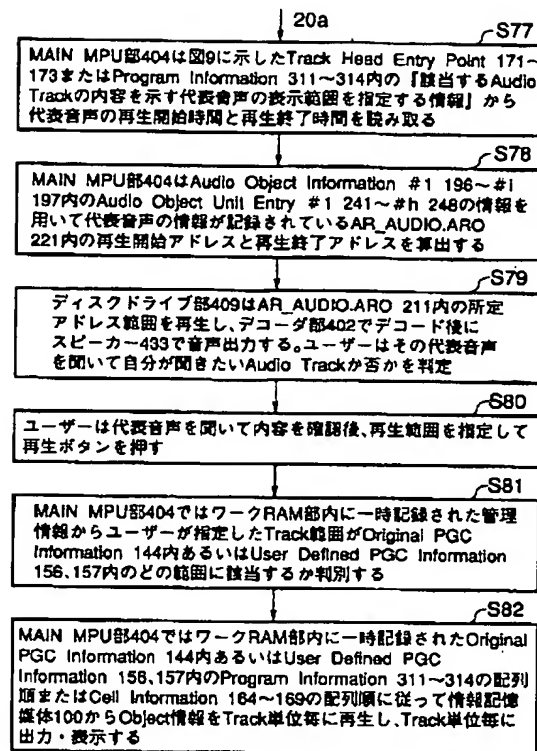 20a
S77
MAIN MPU部404は図9に示したTrack Head Entry Point 171~
173またはProgram Information 311~314内の『該当するAudio
Trackの内容を示す代表音声の表示範囲を指定する情報』から
代表音声の再生開始時間と再生終了時間を読み取る
S78
MAIN MPU部404はAudio Object Information #1 196~#i
197内のAudio Object Unit Entry #1 241~#h 248の情報を
用いて代表音声の情報が記録されているAR_AUDIO.ARO
221内の再生開始アドレスと再生終了アドレスを算出する
S79
ディスクドライブ部409はAR_AUDIO.ARO 211内の所定
アドレス範囲を再生し、デコーダ部402でデコード後に
スピーカー433で音声出力する。ユーザーはその代表音声
を聞いて自分が聞きたいAudio Trackか否かを判定
S80
ユーザーは代表音声を聞いて内容を確認後、再生範囲を指定して
再生ボタンを押す
S81
MAIN MPU部404ではワークRAM部内に一時記録された管理
情報からユーザーが指定したTrack範囲がOriginal PGC
Information 144内あるいはUser Defined PGC Information
156、157内のどの範囲に該当するか判別する
S82
MAIN MPU部404ではワークRAM部内に一時記録されたOriginal
PGC Information 144内あるいはUser Defined PGC
Information 156、157内のProgram Information 311~314の配列
順またはCell Information 164~169の配列順に従って情報記憶
媒体100からObject情報をTrack単位毎に再生し、Track単位毎に
出力・表示する